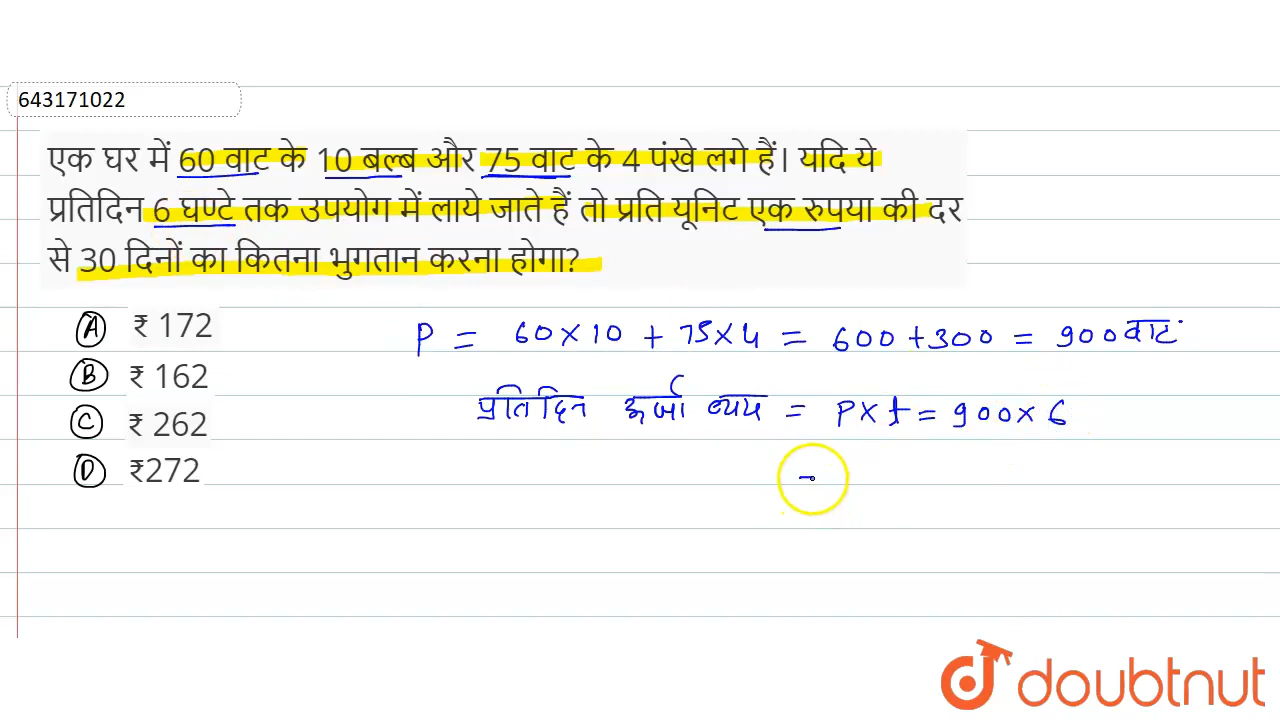 643171022
एक घर में 60 वाट के 10 बल्ब और 75 वाट के 4 पंखे लगे हैं। यदि ये
प्रतिदिन 6 घण्टे तक उपयोग में लाये जाते हैं तो प्रति यूनिट एक रुपया की दर
से 30 दिनों का कितना भुगतान करना होगा?
(A) ₹ 172
(B) ₹ 162
(C) ₹ 262
(D) ₹272
P = 60×10 + 75×4 = 600+300 = 900 वाट
प्रतिदिन ऊर्जा व्यय = P×t = 900×6
doubtnut